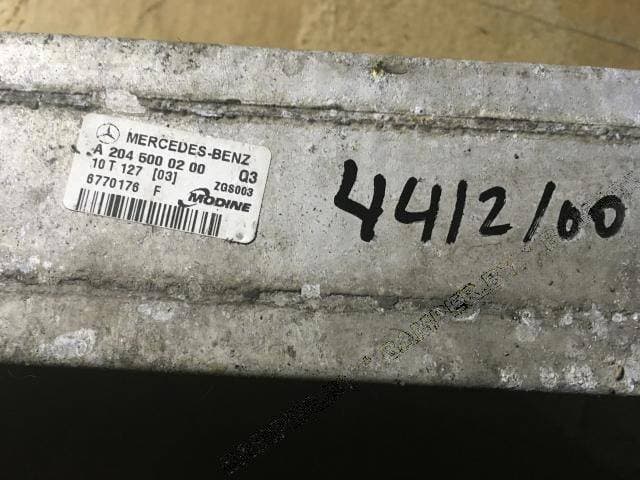 MERCEDES-BENZ
A 204 500 02 00 Q3
10 T 127 [03] ZGS003
6770176 F MODINE
4412/00